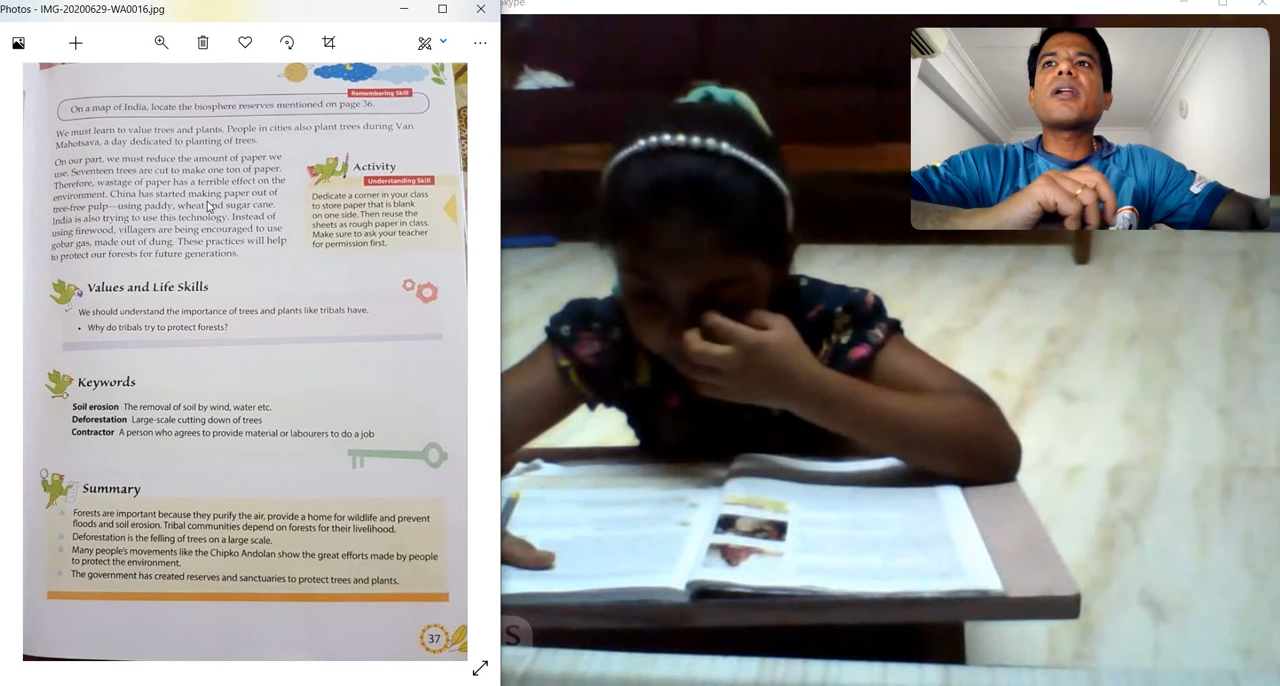 Photos - IMG-20200629-WA0016.jpg
Skype
Remembering Skill
On a map of India, locate the biosphere reserves mentioned on page 36.
We must learn to value trees and plants. People in cities also plant trees during Van
Mahotsava, a day dedicated to planting of trees.
On our part, we must reduce the amount of paper we
use. Seventeen trees are cut to make one ton of paper.
Therefore, wastage of paper has a terrible effect on the
environment. China has started making paper out of
tree-free pulp—using paddy, wheat and sugar cane.
India is also trying to use this technology. Instead of
using firewood, villagers are being encouraged to use
gobar gas, made out of dung. These practices will help
to protect our forests for future generations.
Activity
Understanding Skill
Dedicate a corner in your class
to store paper that is blank
on one side. Then reuse the
sheets as rough paper in class.
Make sure to ask your teacher
for permission first.
Values and Life Skills
We should understand the importance of trees and plants like tribals have.
• Why do tribals try to protect forests?
Keywords
Soil erosion The removal of soil by wind, water etc.
Deforestation Large-scale cutting down of trees
Contractor A person who agrees to provide material or labourers to do a job
Summary
Forests are important because they purify the air, provide a home for wildlife and prevent
floods and soil erosion. Tribal communities depend on forests for their livelihood.
Deforestation is the felling of trees on a large scale.
Many people's movements like the Chipko Andolan show the great efforts made by people
to protect the environment.
The government has created reserves and sanctuaries to protect trees and plants.
37
S